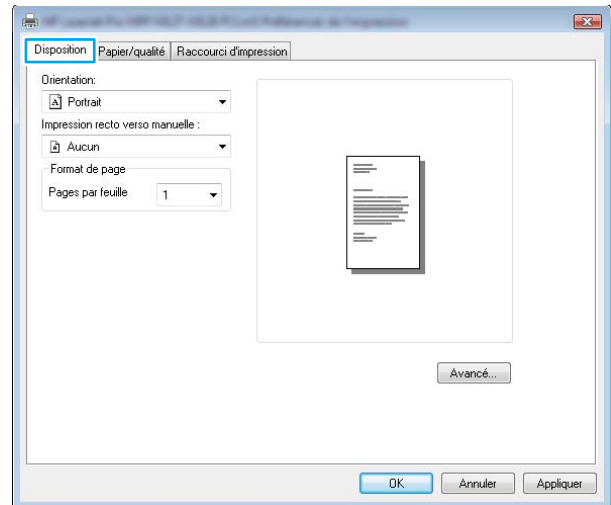 Disposition Papier/qualité Raccourci d'impression
Orientation:
Portrait
Impression recto verso manuelle :
Aucun
Format de page
Pages par feuille 1
Avancé...
OK Annuler Appliquer